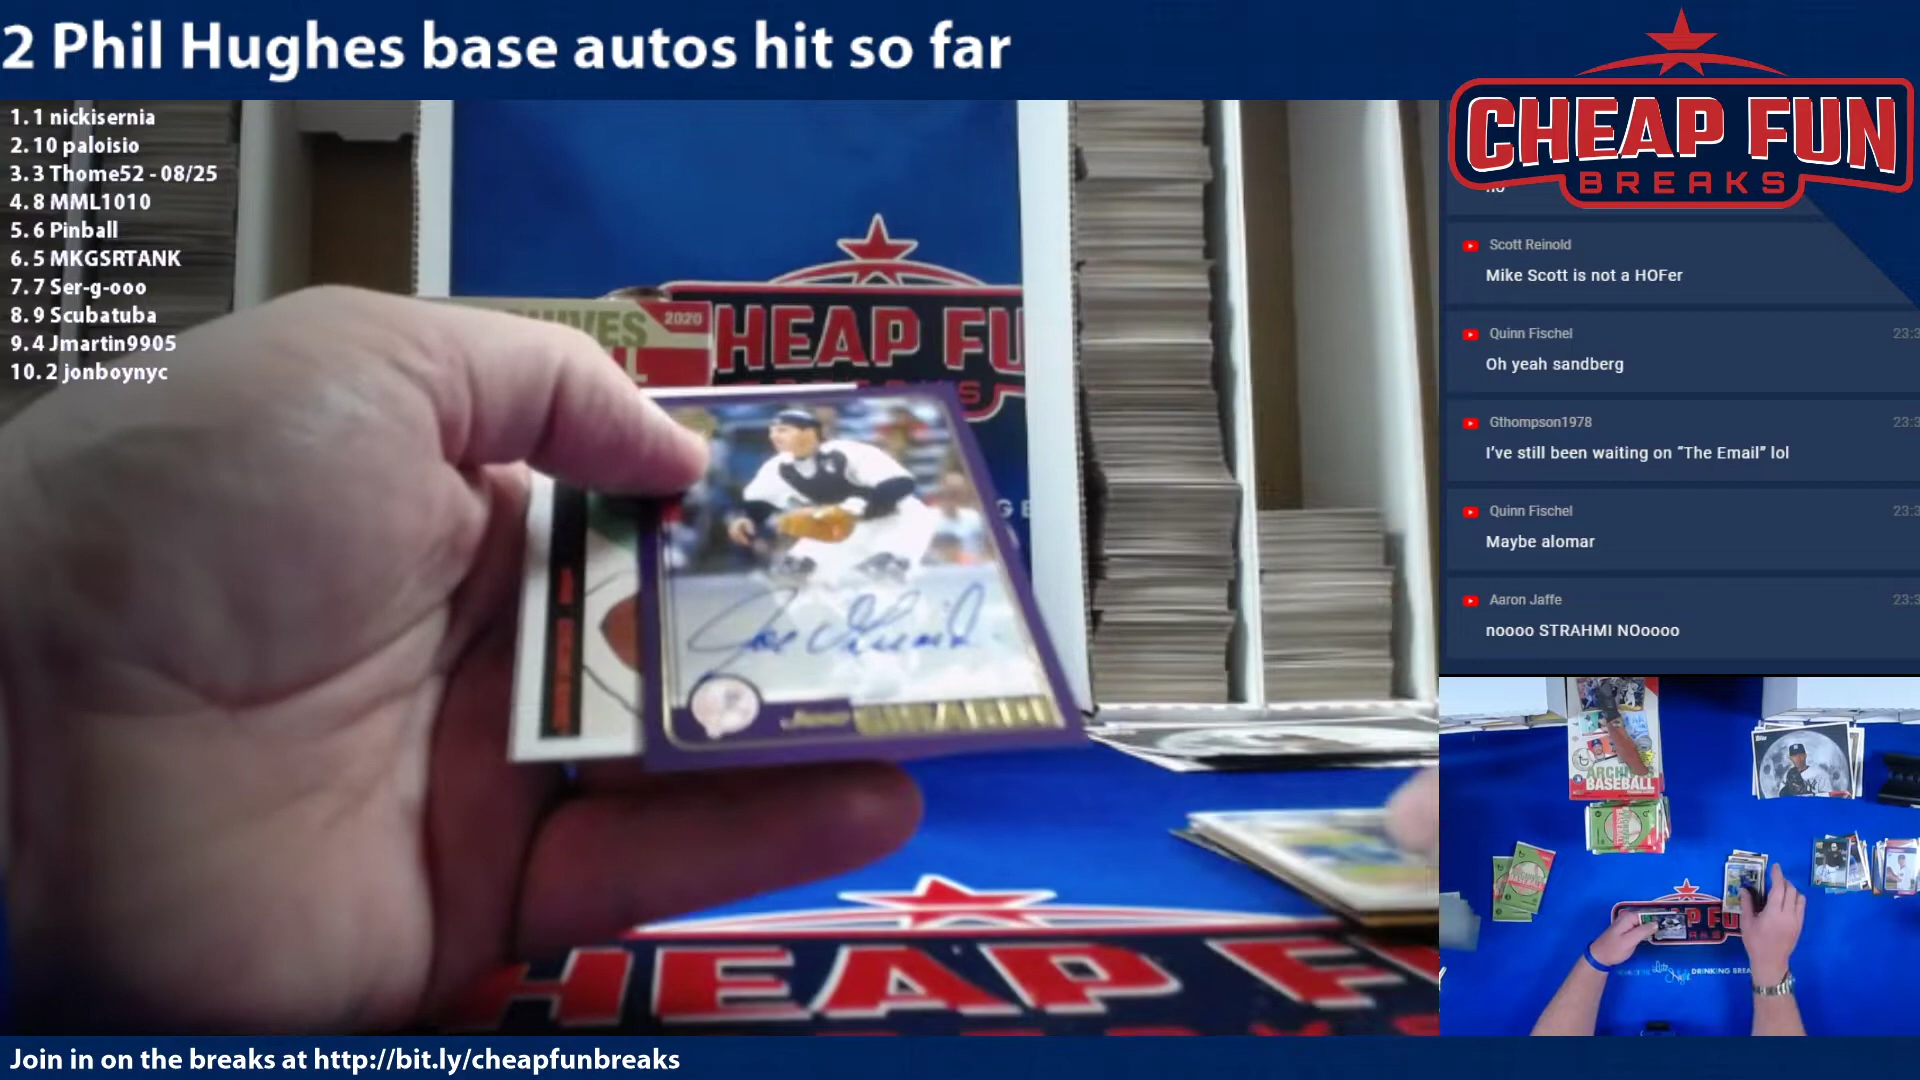 2 Phil Hughes base autos hit so far
1. 1 nickisernia
2. 10 paloisio
3. 3 Thome52 - 08/25
4. 8 MML1010
5. 6 Pinball
6. 5 MKGSRTANK
7. 7 Ser-g-ooo
8. 9 Scubatuba
9. 4 Jmartin9905
10. 2 jonboynyc
2020
HEAP FU
HEAP F
CHEAP FUN
BREAKS
Scott Reinold
Mike Scott is not a HOFer
Quinn Fischel
Oh yeah sandberg
Gthompson1978
I've still been waiting on "The Email" lol
Quinn Fischel
Maybe alomar
Aaron Jaffe
noooo STRAHMI NOoooo
BASEBALL
DRINKING
Join in on the breaks at http://bit.ly/cheapfunbreaks